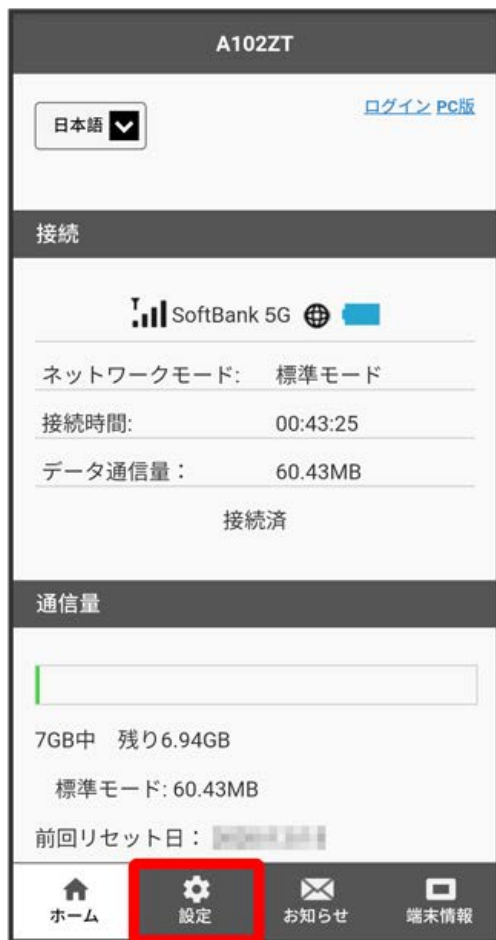 A102ZT
日本語
ログイン PC版
接続
SoftBank 5G
ネットワークモード: 標準モード
接続時間: 00:43:25
データ通信量： 60.43MB
接続済
通信量
7GB中 残り6.94GB
標準モード: 60.43MB
前回リセット日：
ホーム 設定 お知らせ 端末情報